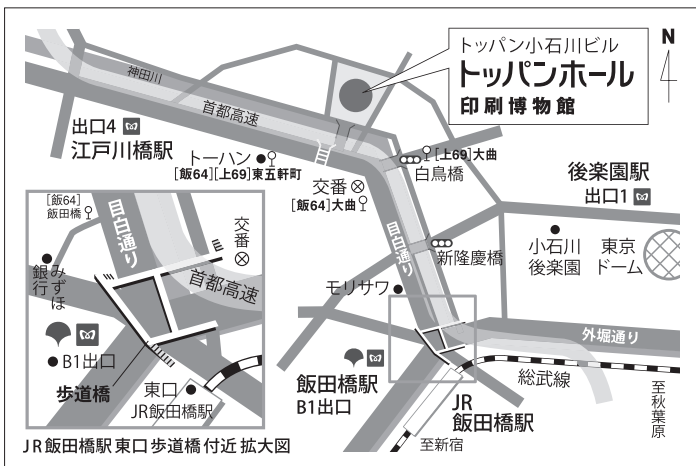 トッパン小石川ビル
トッパンホール
印刷博物館
N
神田川
首都高速
出口4
江戸川橋駅
トーハン
[飯64][上69]東五軒町
交番
[飯64]大曲
[上69]大曲
白鳥橋
後楽園駅
出口1
小石川
後楽園
東京
ドーム
目白通り
新隆慶橋
モリサワ
外堀通り
飯田橋駅
B1出口
JR
飯田橋駅
総武線
至秋葉原
至新宿
[飯64]
飯田橋
目白通り
交番
首都高速
みずほ
銀行
B1出口
歩道橋
東口
JR飯田橋駅
JR飯田橋駅東口歩道橋付近 拡大図